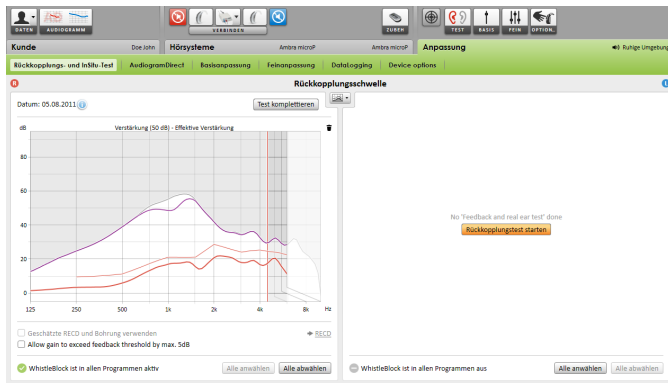 DATEN AUDIOGRAMM VERBINDEN ZUBEH TEST BASIS FEIN OPTION..
Kunde Doe John Hörsysteme Ambra microP Ambra microP Anpassung Ruhige Umgebung
Rückkopplungs- und InSitu-Test AudiogramDirect Basisanpassung Feinanpassung DataLogging Device options
R Rückkopplungsschwelle
Datum: 05.08.2011 Test komplettieren
dB Verstärkung (50 dB) - Effektive Verstärkung
80
60
40
20
0
125 250 500 1k 2k 4k 8k Hz
No 'Feedback and real ear test' done
Rückkopplungstest starten
Geschätzte RECD und Bohrung verwenden RECD
Allow gain to exceed feedback threshold by max. 5dB
WhistleBlock ist in allen Programmen aktiv Alle anwählen Alle abwählen
WhistleBlock ist in allen Programmen aus Alle anwählen Alle abwählen